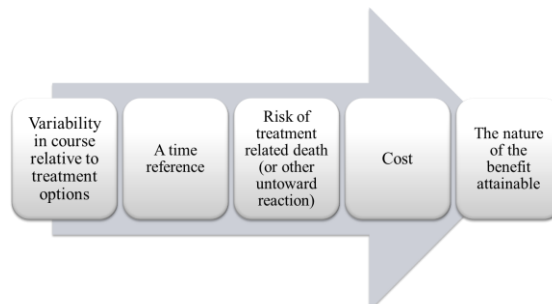 Variability
in course
relative to
treatment
options
A time
reference
Risk of
treatment
related death
(or other
untoward
reaction)
Cost
The nature
of the
benefit
attainable